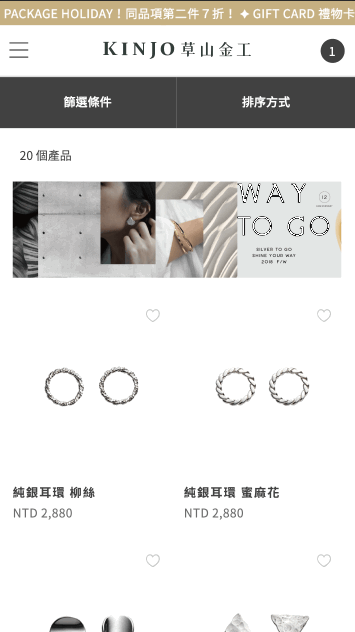 PACKAGE HOLIDAY！同品項第二件７折！ ✦ GIFT CARD 禮物卡
KINJO 草山金工
1
篩選條件
排序方式
20 個產品
WAY
12
TO GO
SILVER TO GO
SHINE YOUR WAY
2018 F/W
純銀耳環 柳絲
NTD 2,880
純銀耳環 蜜麻花
NTD 2,880